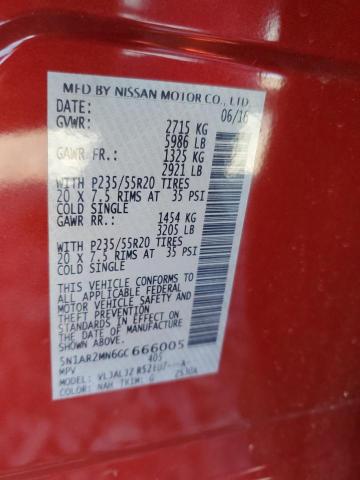 MFD BY NISSAN MOTOR CO., LTD.
DATE: 06/16
GVWR: 2715 KG
5986 LB
GAWR FR.: 1325 KG
2921 LB
WITH P235/55R20 TIRES
20 X 7.5 RIMS AT 35 PSI
COLD SINGLE
GAWR RR.: 1454 KG
3205 LB
WITH P235/55R20 TIRES
20 X 7.5 RIMS AT 35 PSI
COLD SINGLE
THIS VEHICLE CONFORMS TO
ALL APPLICABLE U.S. FEDERAL
MOTOR VEHICLE SAFETY, BUMPER,
AND THEFT PREVENTION
STANDARDS IN EFFECT ON THE
DATE OF MANUFACTURE SHOWN
ABOVE
5N1AR2MN6GC666005
MPV 405
MODEL:
COLOR: NAH TRIM: G